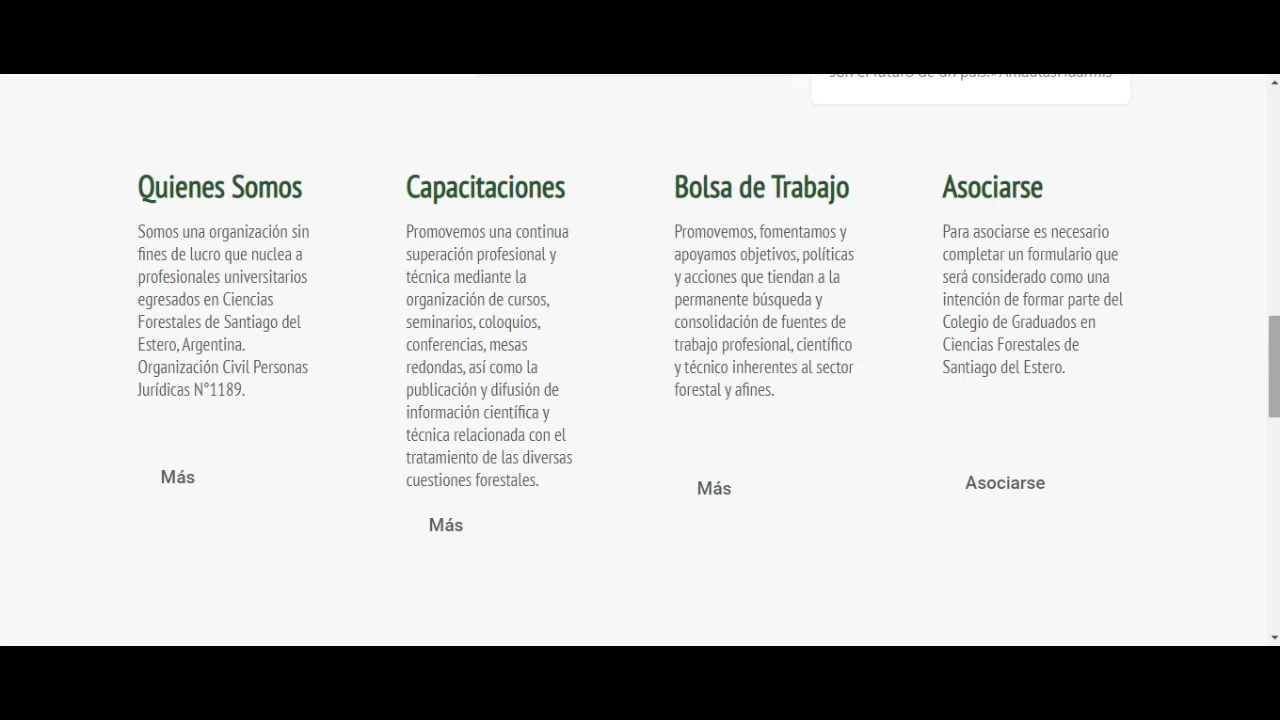 son el futuro de un país.
Quienes Somos
Somos una organización sin
fines de lucro que nuclea a
profesionales universitarios
egresados en Ciencias
Forestales de Santiago del
Estero, Argentina.
Organización Civil Personas
Jurídicas N°1189.
Más
Capacitaciones
Promovemos una continua
superación profesional y
técnica mediante la
organización de cursos,
seminarios, coloquios,
conferencias, mesas
redondas, así como la
publicación y difusión de
información científica y
técnica relacionada con el
tratamiento de las diversas
cuestiones forestales.
Más
Bolsa de Trabajo
Promovemos, fomentamos y
apoyamos objetivos, políticas
y acciones que tiendan a la
permanente búsqueda y
consolidación de fuentes de
trabajo profesional, científico
y técnico inherentes al sector
forestal y afines.
Más
Asociarse
Para asociarse es necesario
completar un formulario que
será considerado como una
intención de formar parte del
Colegio de Graduados en
Ciencias Forestales de
Santiago del Estero.
Asociarse